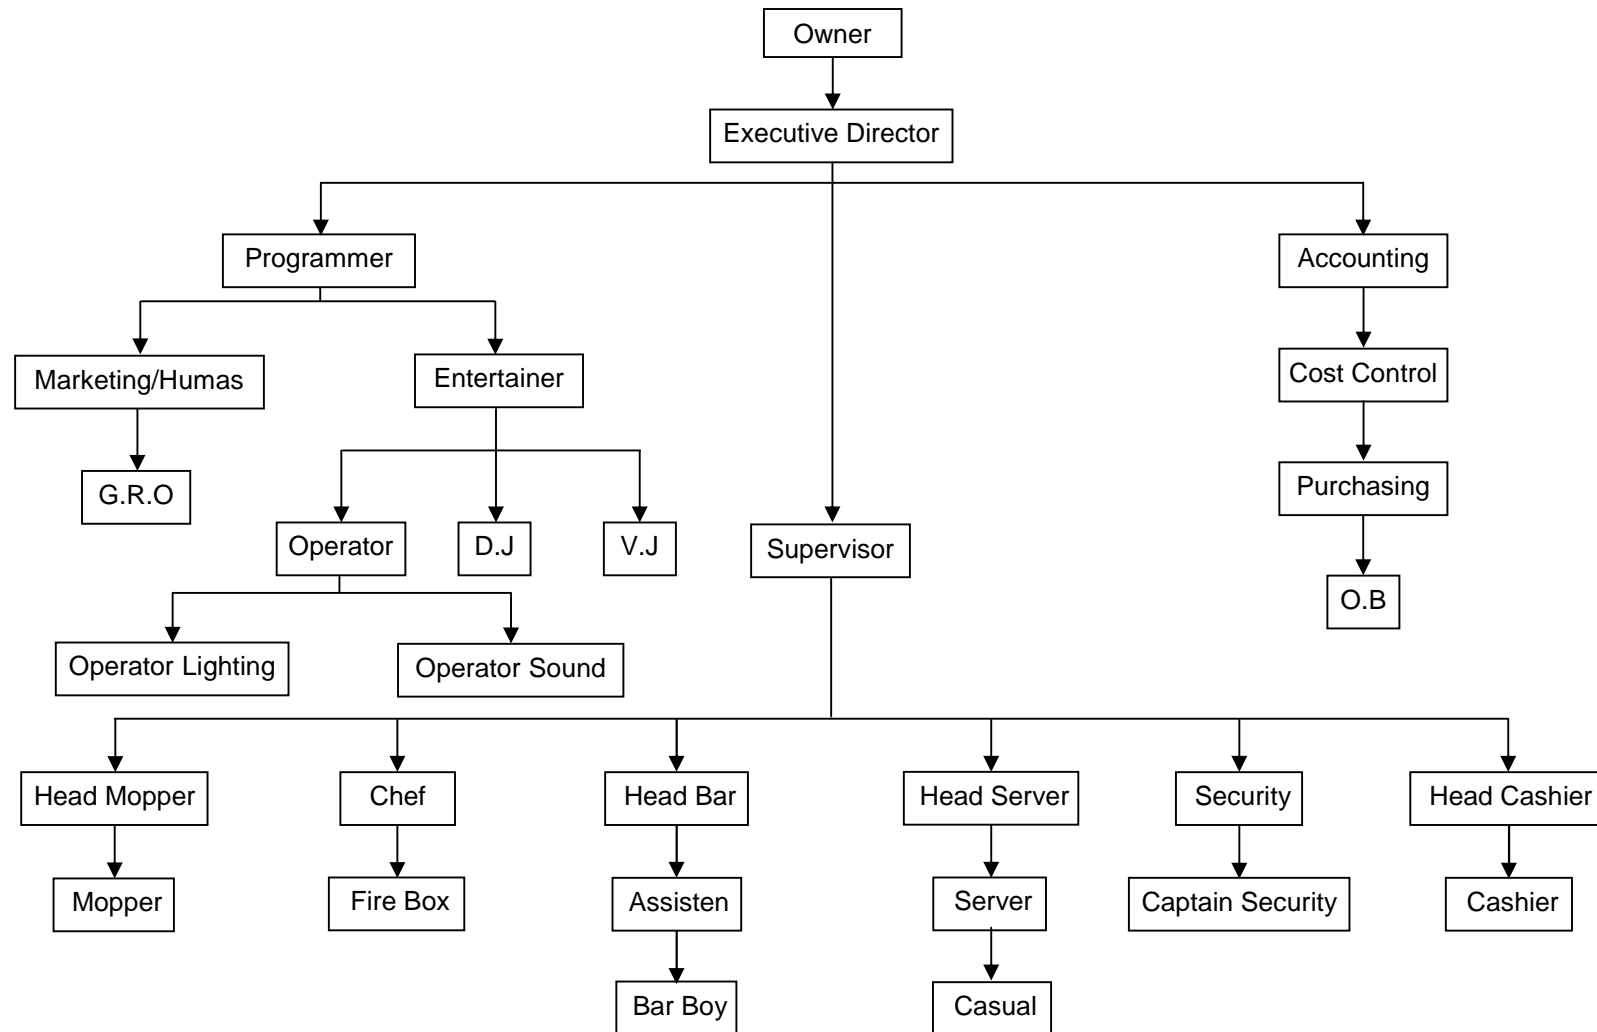 Owner
Executive Director
Programmer
Accounting
Marketing/Humas
Entertainer
Cost Control
G.R.O
Purchasing
Operator
D.J
V.J
Supervisor
O.B
Operator Lighting
Operator Sound
Head Mopper
Chef
Head Bar
Head Server
Security
Head Cashier
Mopper
Fire Box
Assisten
Server
Captain Security
Cashier
Bar Boy
Casual